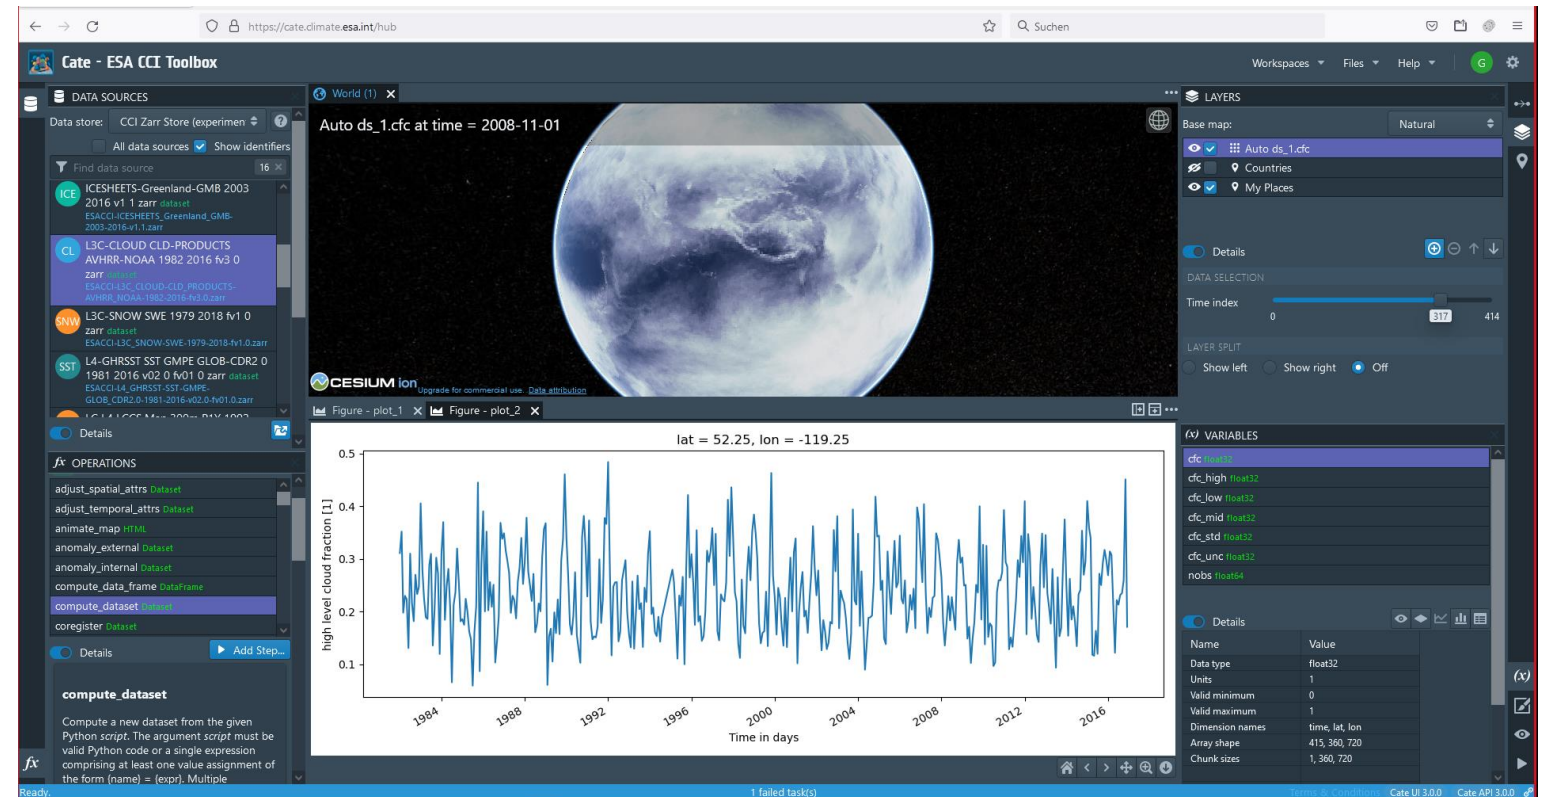 https://cate.climate.esa.int/hub
Suchen
Cate - ESA CCI Toolbox
Workspaces
Files
Help
G
DATA SOURCES
Data store:
CCI Zarr Store (experimen
All data sources
Show identifiers
Find data source
16
ICE
ICESHEETS-Greenland-GMB 2003
2016 v1 1 zarr dataset
ESACCI-ICESHEETS_Greenland_GMB-
2003-2016-v1.1.zarr
CL
L3C-CLOUD CLD-PRODUCTS
AVHRR-NOAA 1982 2016 fv3 0
zarr dataset
ESACCI-L3C_CLOUD-CLD_PRODUCTS-
AVHRR_NOAA-1982-2016-fv3.0.zarr
SNW
L3C-SNOW SWE 1979 2018 fv1 0
zarr dataset
ESACCI-L3C_SNOW-SWE-1979-2018-fv1.0.zarr
SST
L4-GHRSST SST GMPE GLOB-CDR2 0
1981 2016 v02 0 fv01 0 zarr dataset
ESACCI-L4_GHRSST-SST-GMPE-
GLOB_CDR2.0-1981-2016-v02.0-fv01.0.zarr
Details
fx OPERATIONS
adjust_spatial_attrs Dataset
adjust_temporal_attrs Dataset
animate_map HTML
anomaly_external Dataset
anomaly_internal Dataset
compute_data_frame DataFrame
compute_dataset Dataset
coregister Dataset
Details
Add Step...
compute_dataset
Compute a new dataset from the given
Python script. The argument script must be
valid Python code or a single expression
comprising at least one value assignment of
the form {name} = {expr}. Multiple
fx
World (1)
Auto ds_1.cfc at time = 2008-11-01
CESIUM ion
Upgrade for commercial use. Data attribution
Figure - plot_1
Figure - plot_2
lat = 52.25, lon = -119.25
high level cloud fraction [1]
0.5
0.4
0.3
0.2
0.1
1984
1988
1992
1996
2000
2004
2008
2012
2016
Time in days
LAYERS
Base map:
Natural
Auto ds_1.cfc
Countries
My Places
Details
DATA SELECTION
Time index
0
317
414
LAYER SPLIT
Show left
Show right
Off
(x) VARIABLES
cfc float32
cfc_high float32
cfc_low float32
cfc_mid float32
cfc_std float32
cfc_unc float32
nobs float64
Details
Name Value
Data type float32
Units 1
Valid minimum 0
Valid maximum 1
Dimension names time, lat, lon
Array shape 415, 360, 720
Chunk sizes 1, 360, 720
(x)
Ready.
1 failed task(s)
Terms & Conditions
Cate UI 3.0.0
Cate API 3.0.0